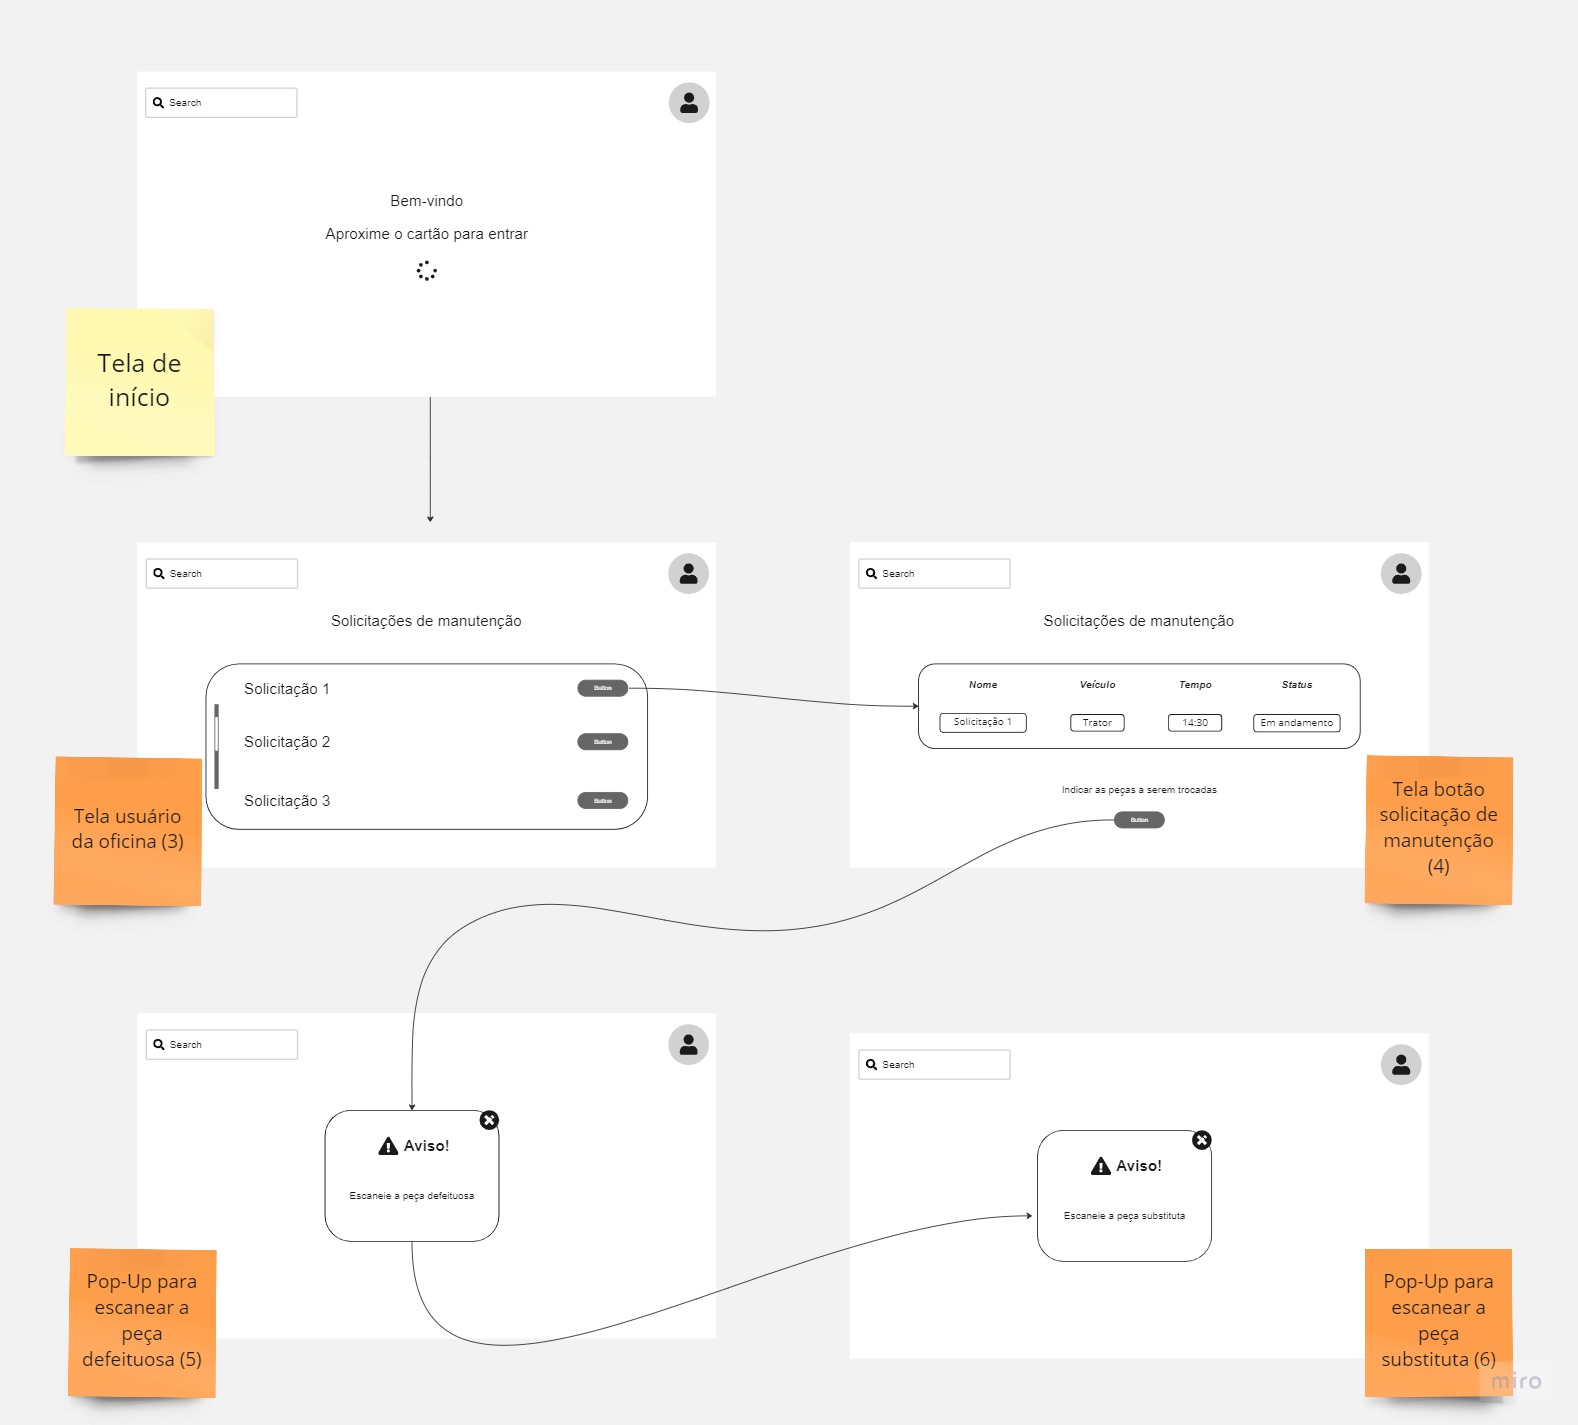 Search
Bem-vindo
Aproxime o cartão para entrar
Tela de
início
Search
Solicitações de manutenção
Solicitação 1
Button
Solicitação 2
Button
Solicitação 3
Button
Tela usuário
da oficina (3)
Search
Solicitações de manutenção
Nome Veículo Tempo Status
Solicitação 1 Trator 14:30 Em andamento
Indicar as peças a serem trocadas
Button
Tela botão
solicitação de
manutenção
(4)
Search
Aviso!
Escaneie a peça defeituosa
Pop-Up para
escanear a
peça
defeituosa (5)
Search
Aviso!
Escaneie a peça substituta
Pop-Up para
escanear a
peça
substituta (6)
miro